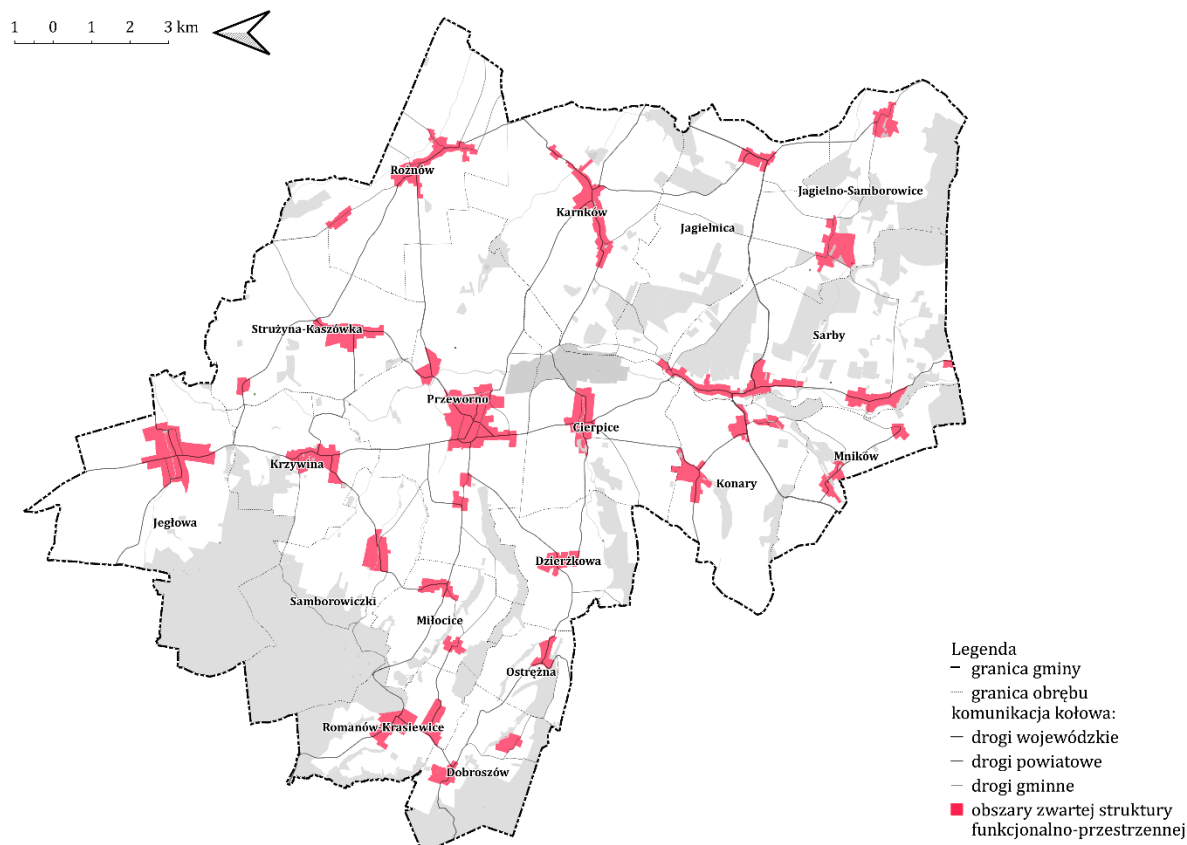 1 0 1 2 3 km
Rożnów
Karnków
Jagielno-Samborowice
Jagielnica
Strużyna-Kaszówka
Sarby
Przeworno
Cierpice
Krzywina
Mników
Konary
Jegłowa
Dzierżkowa
Samborowiczki
Miłocice
Ostrężna
Romanów-Krasiewice
Dobroszów
Legenda
granica gminy
granica obrębu
komunikacja kołowa:
drogi wojewódzkie
drogi powiatowe
drogi gminne
obszary zwartej struktury
funkcjonalno-przestrzennej